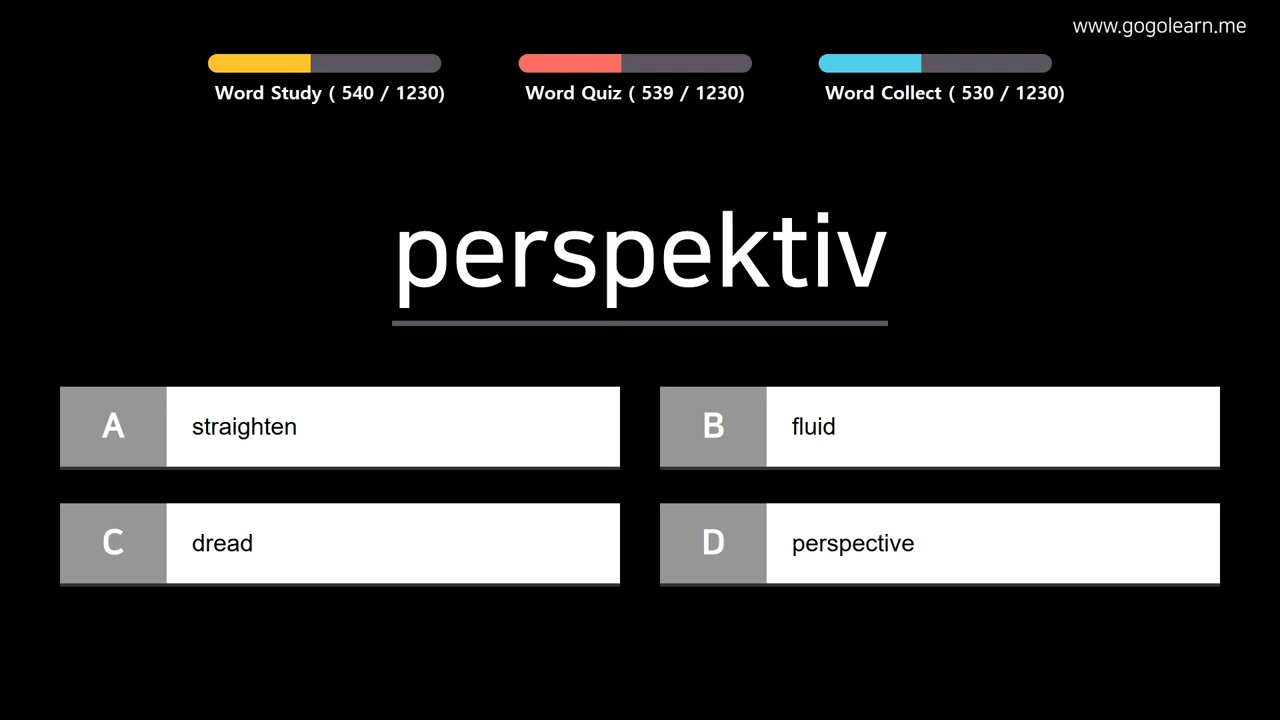 www.gogolearn.me
Word Study ( 540 / 1230)
Word Quiz ( 539 / 1230)
Word Collect ( 530 / 1230)
perspektiv
A straighten
B fluid
C dread
D perspective